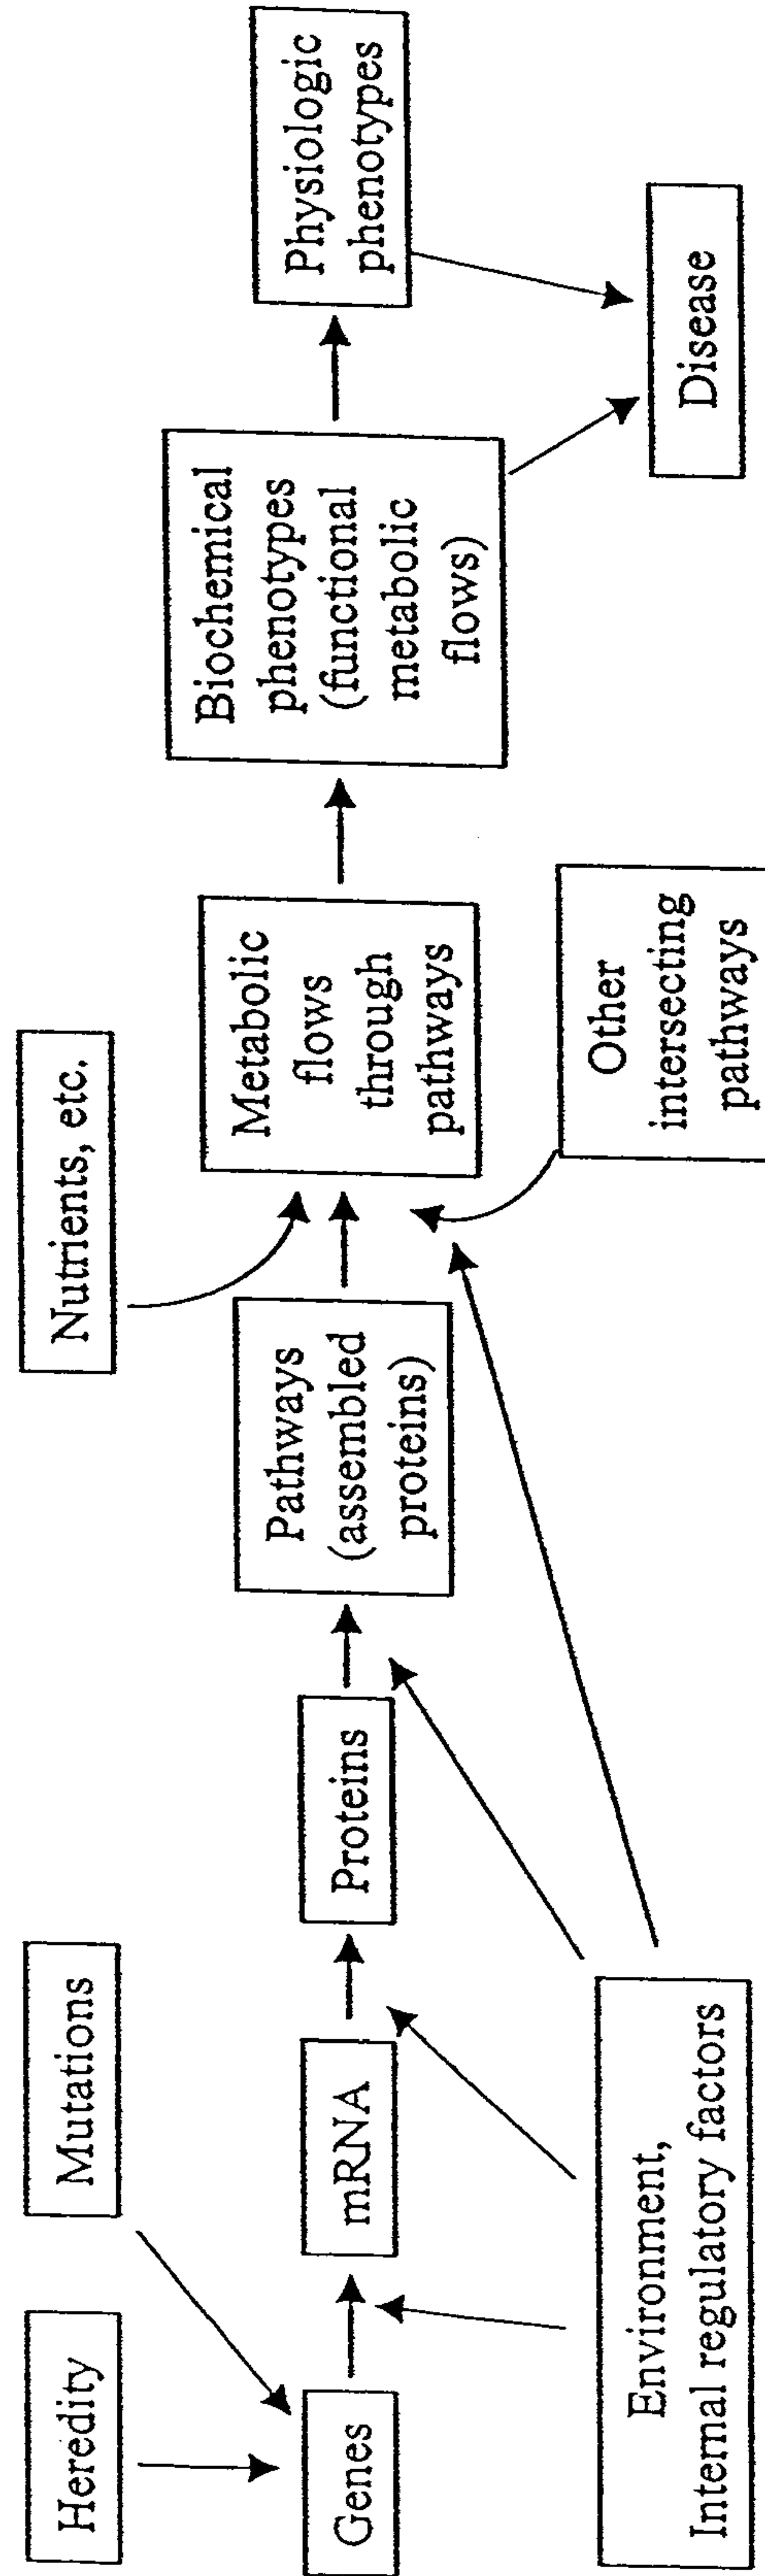 Heredity
Mutations
Nutrients, etc.
Genes
mRNA
Proteins
Pathways
(assembled
proteins)
Metabolic
flows
through
pathways
Biochemical
phenotypes
(functional
metabolic
flows)
Physiologic
phenotypes
Environment,
Internal regulatory factors
Other
intersecting
pathways
Disease